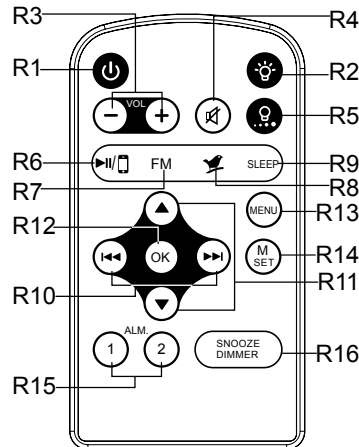 R3
R4
R1
R2
VOL
R5
R6
FM
SLEEP
R9
R7
R8
MENU
R13
R12
OK
M
SET
R14
R10
R11
ALM.
1
2
SNOOZE
DIMMER
R16
R15